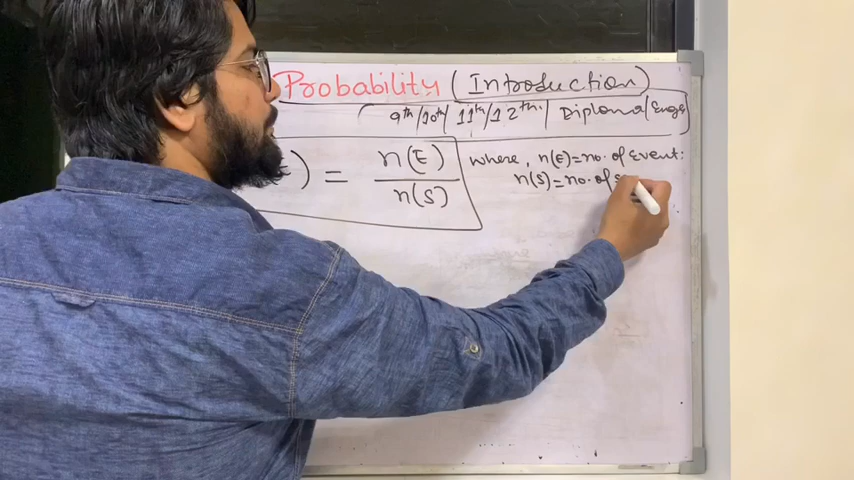 Probability (Introduction)
(9th/10th/11th/12th./Diploma/Engg)
E) = n(E)
n(S)
where, n(E)=no. of Event:
n(S)=no. of s